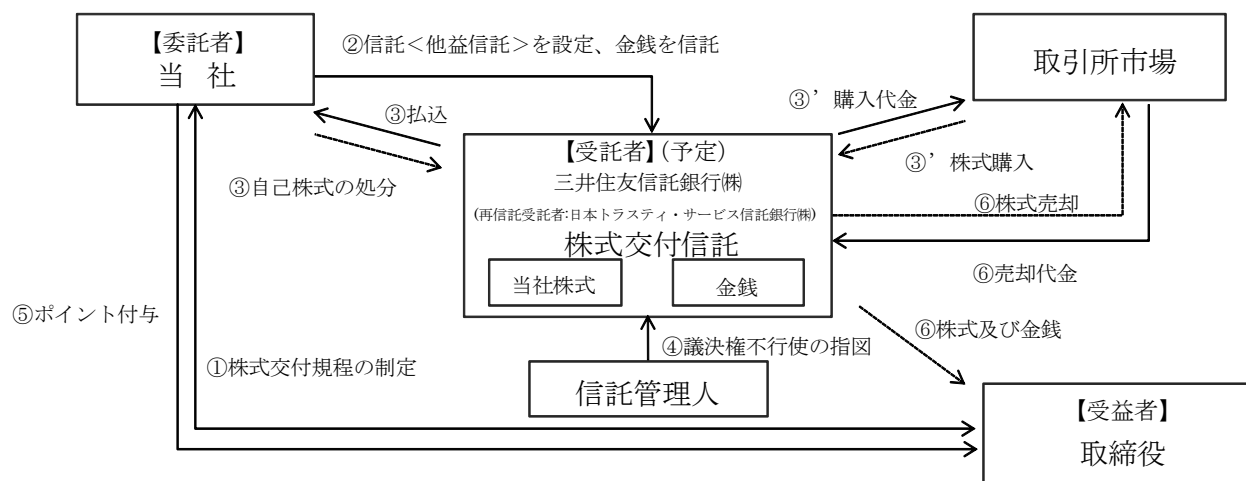 【委託者】
当 社
②信託＜他益信託＞を設定、金銭を信託
取引所市場
③払込
③’購入代金
【受託者】(予定)
三井住友信託銀行㈱
③自己株式の処分
③’株式購入
(再信託受託者:日本トラスティ・サービス信託銀行㈱)
⑥株式売却
株式交付信託
当社株式
金銭
⑥売却代金
⑤ポイント付与
⑥株式及び金銭
④議決権不行使の指図
①株式交付規程の制定
信託管理人
【受益者】
取締役